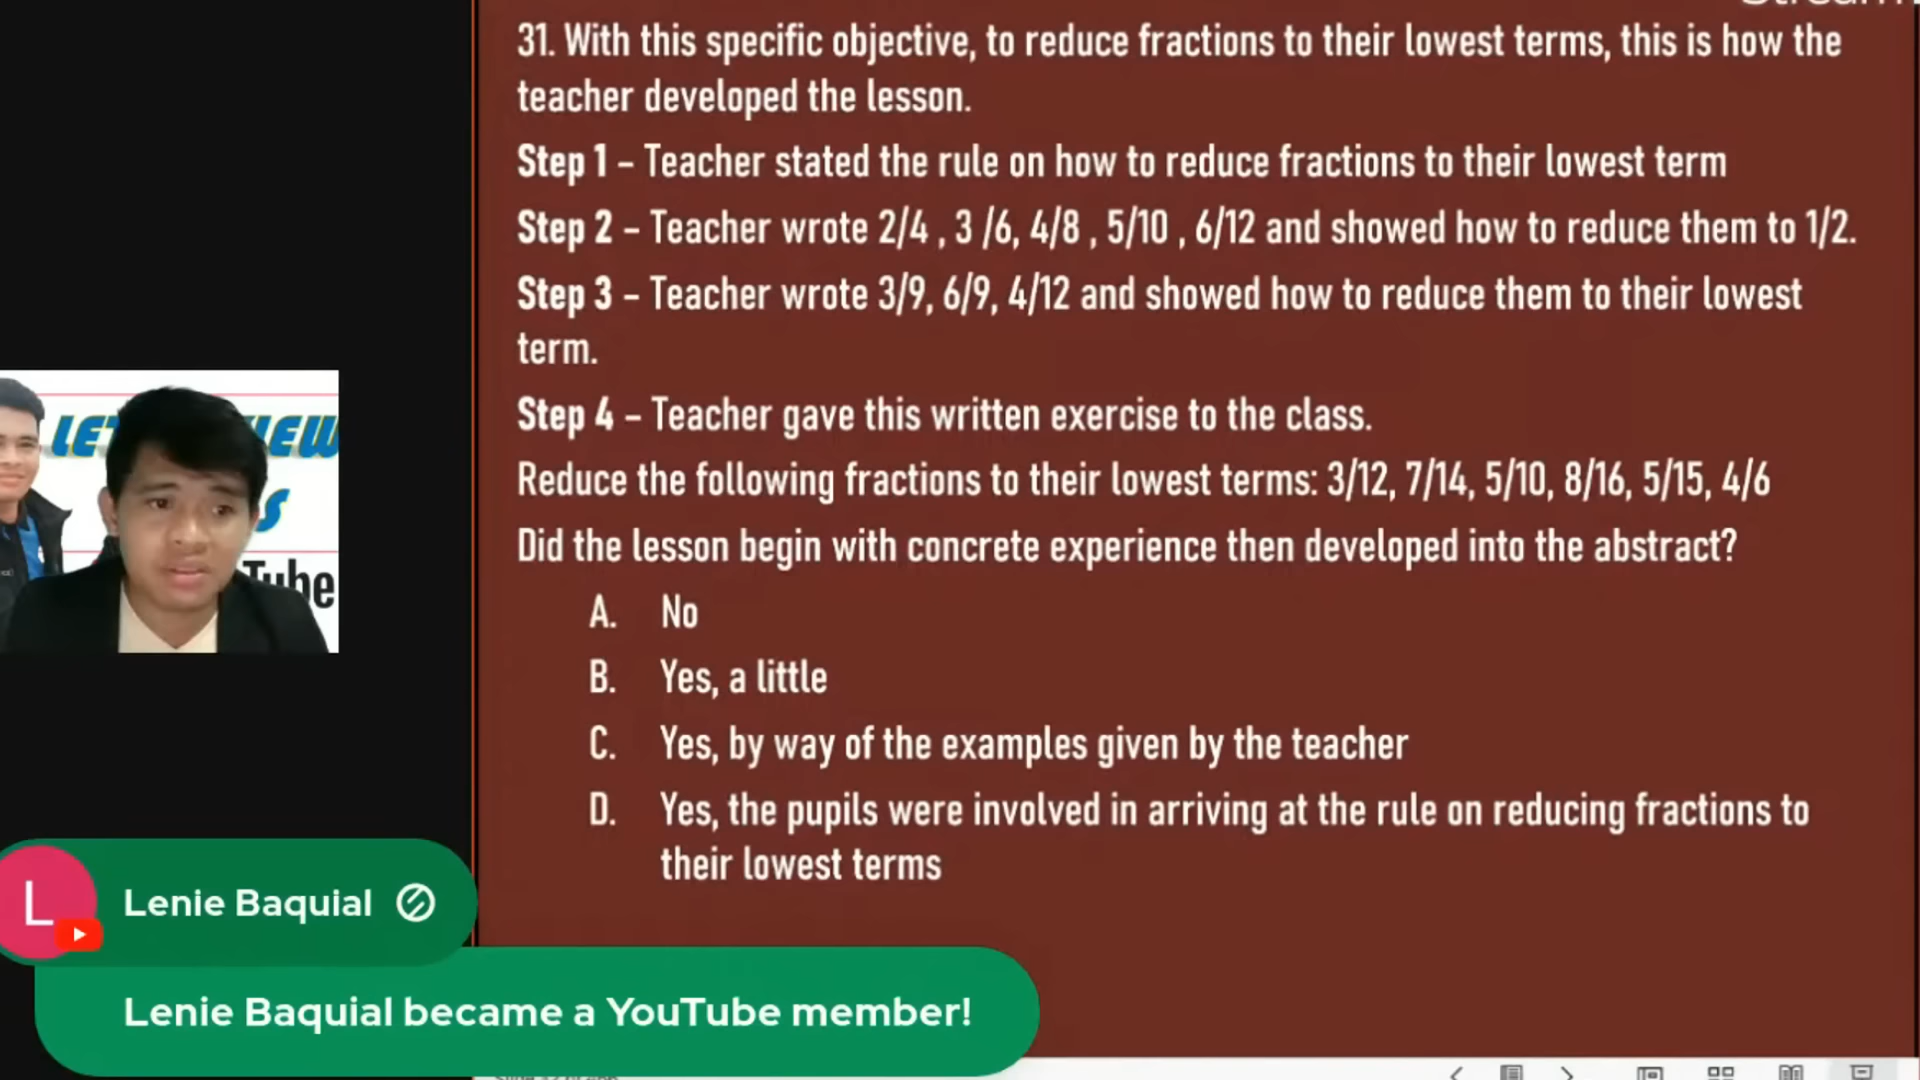 31. With this specific objective, to reduce fractions to their lowest terms, this is how the
teacher developed the lesson.
Step 1 – Teacher stated the rule on how to reduce fractions to their lowest term
Step 2 – Teacher wrote 2/4 , 3 /6, 4/8 , 5/10 , 6/12 and showed how to reduce them to 1/2.
Step 3 – Teacher wrote 3/9, 6/9, 4/12 and showed how to reduce them to their lowest
term.
Step 4 – Teacher gave this written exercise to the class.
Reduce the following fractions to their lowest terms: 3/12, 7/14, 5/10, 8/16, 5/15, 4/6
Did the lesson begin with concrete experience then developed into the abstract?
A. No
B. Yes, a little
C. Yes, by way of the examples given by the teacher
D. Yes, the pupils were involved in arriving at the rule on reducing fractions to
their lowest terms
L
Lenie Baquial
Lenie Baquial became a YouTube member!